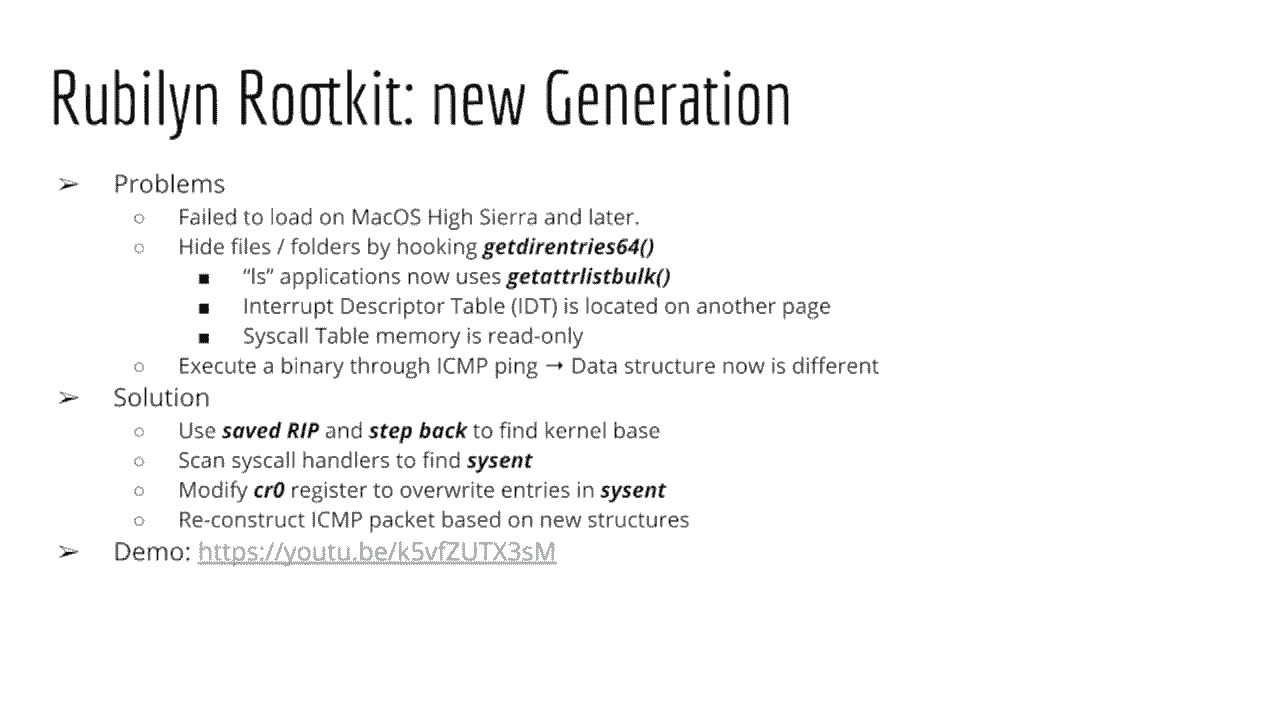 Rubilyn Rootkit: new Generation
➢ Problems
○ Failed to load on MacOS High Sierra and later.
○ Hide files / folders by hooking getdirentries64()
■ “ls” applications now uses getattrlistbulk()
■ Interrupt Descriptor Table (IDT) is located on another page
■ Syscall Table memory is read-only
○ Execute a binary through ICMP ping → Data structure now is different
➢ Solution
○ Use saved RIP and step back to find kernel base
○ Scan syscall handlers to find sysent
○ Modify cr0 register to overwrite entries in sysent
○ Re-construct ICMP packet based on new structures
➢ Demo: https://youtu.be/k5vfZUTX3sM